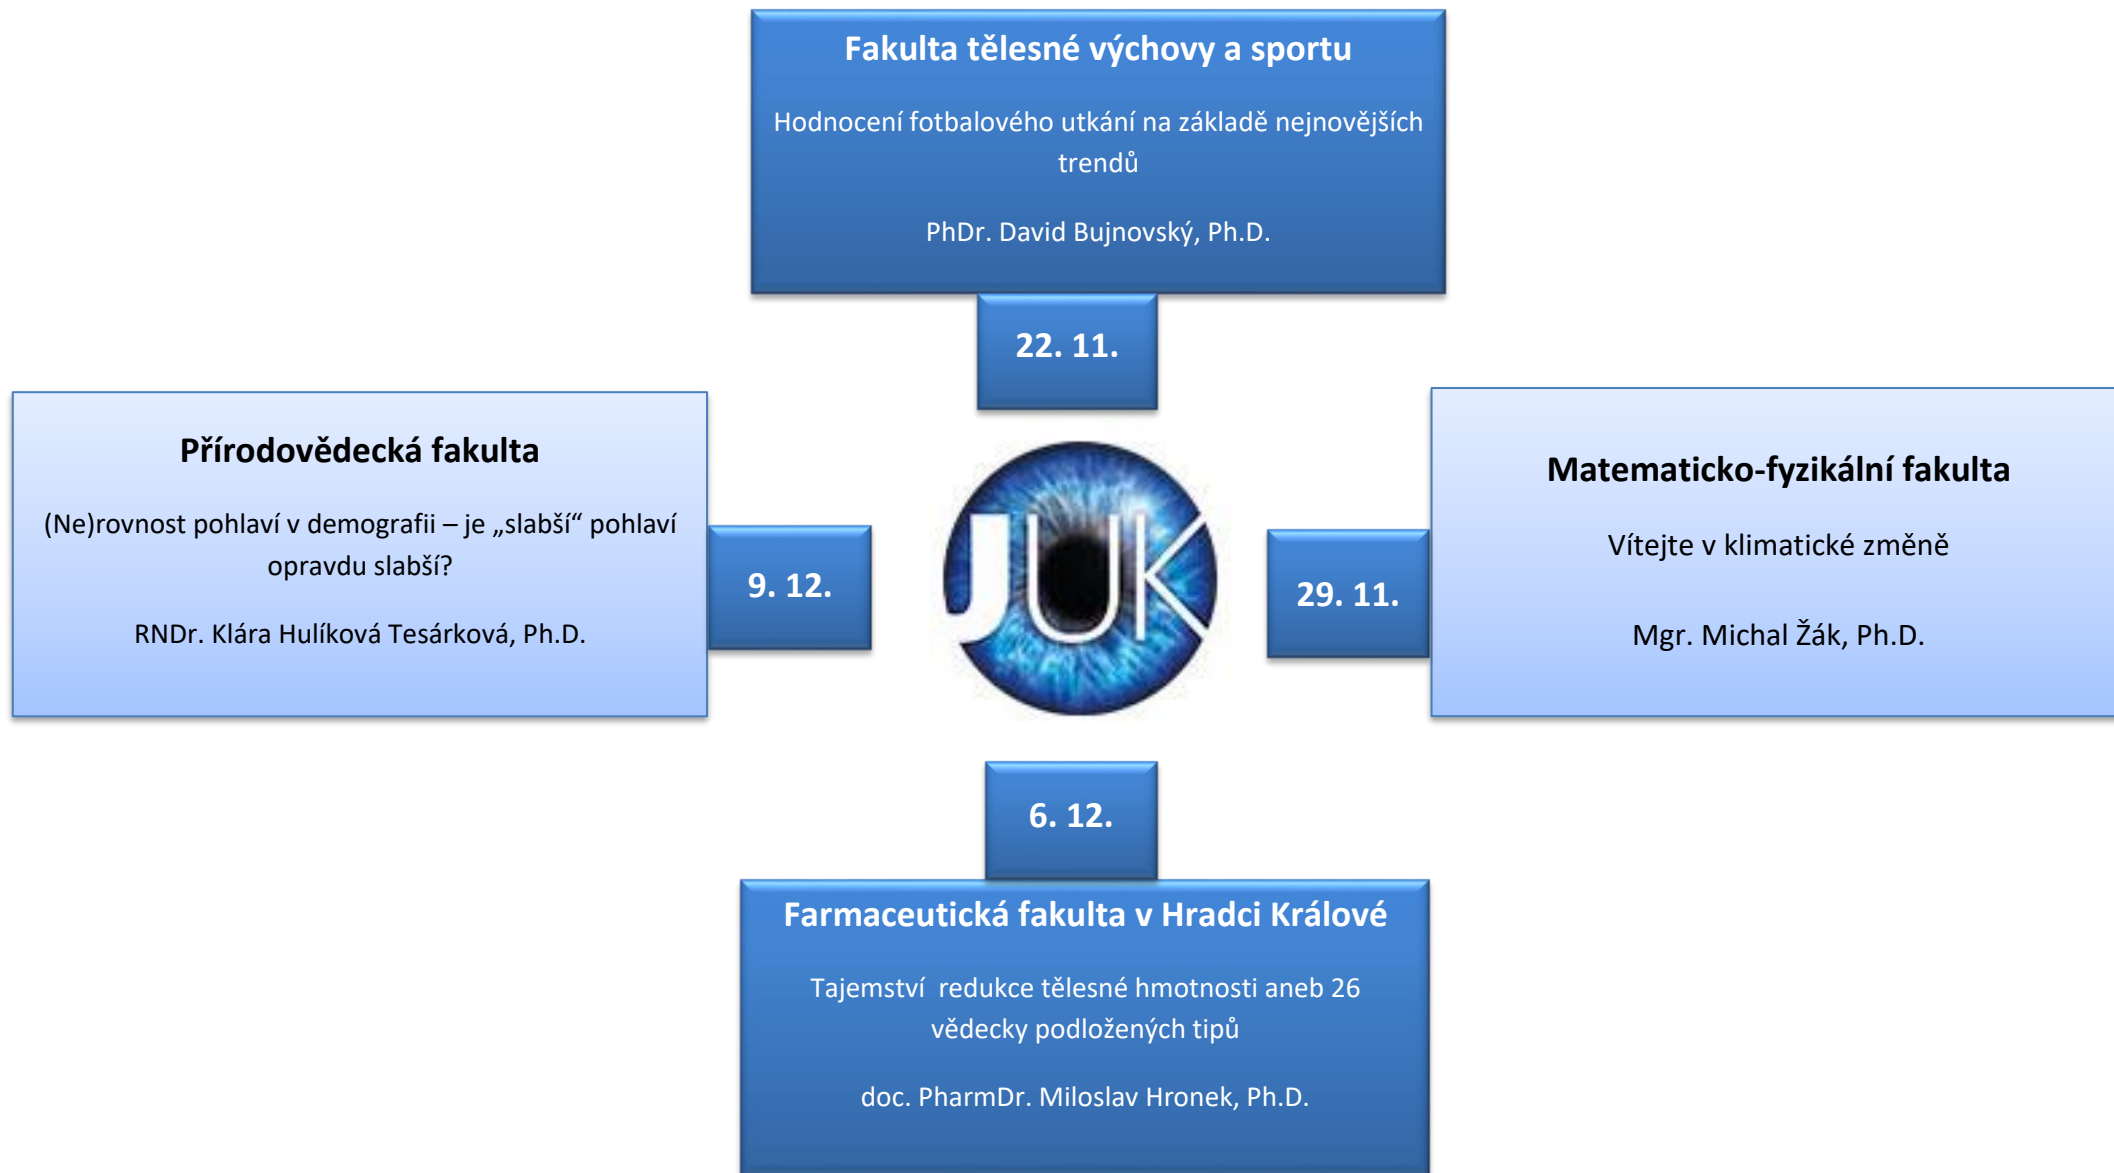 Fakulta tělesné výchovy a sportu
Hodnocení fotbalového utkání na základě nejnovějších
trendů
PhDr. David Bujnovský, Ph.D.
22. 11.
Přírodovědecká fakulta
(Ne)rovnost pohlaví v demografii – je „slabší“ pohlaví
opravdu slabší?
RNDr. Klára Hulíková Tesárková, Ph.D.
9. 12.
JUK
29. 11.
Matematicko-fyzikální fakulta
Vítejte v klimatické změně
Mgr. Michal Žák, Ph.D.
6. 12.
Farmaceutická fakulta v Hradci Králové
Tajemství  redukce tělesné hmotnosti aneb 26
vědecky podložených tipů
doc. PharmDr. Miloslav Hronek, Ph.D.